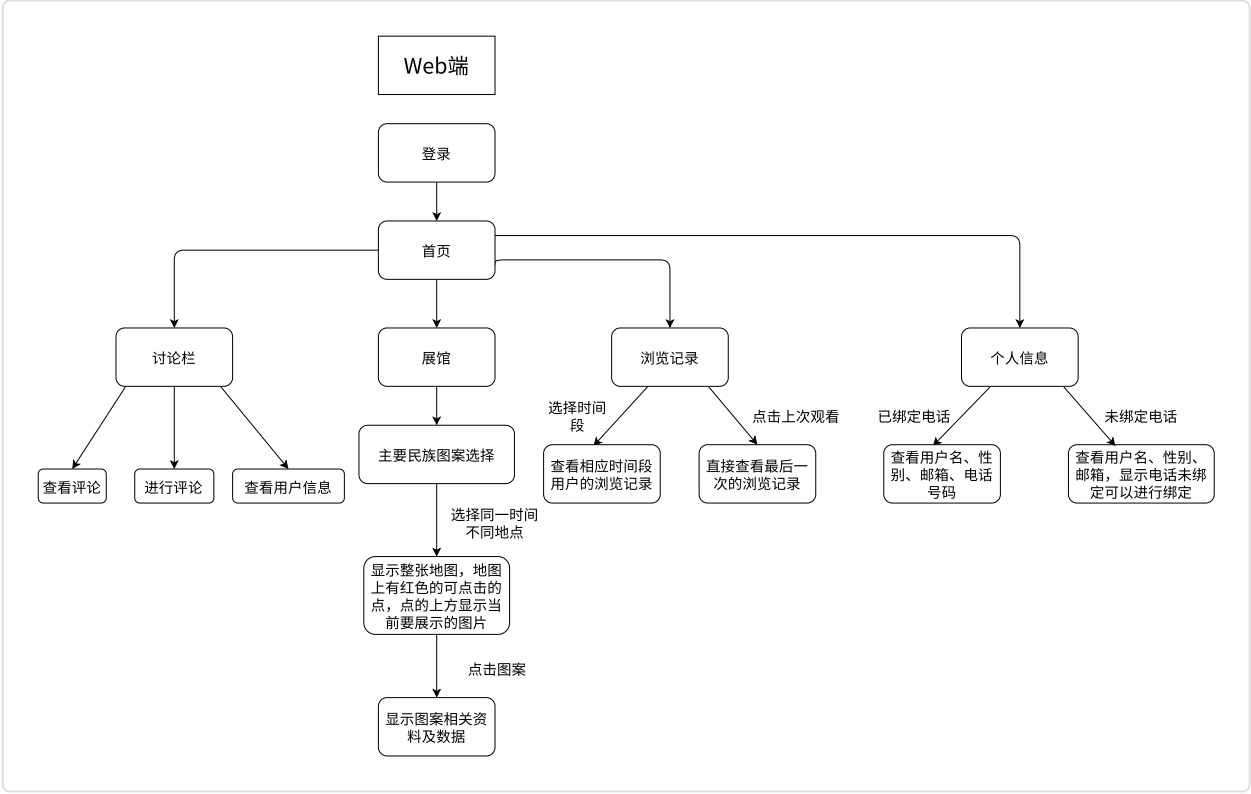 Web端
登录
首页
讨论栏
展馆
浏览记录
个人信息
选择时间
段
点击上次观看
已绑定电话
未绑定电话
主要民族图案选择
查看评论
进行评论
查看用户信息
查看相应时间段
用户的浏览记录
直接查看最后一
次的浏览记录
查看用户名、性
别、邮箱、电话
号码
查看用户名、性别、
邮箱，显示电话未绑
定可以进行绑定
选择同一时间
不同地点
显示整张地图，地图
上有红色的可点击的
点，点的上方显示当
前要展示的图片
点击图案
显示图案相关资
料及数据